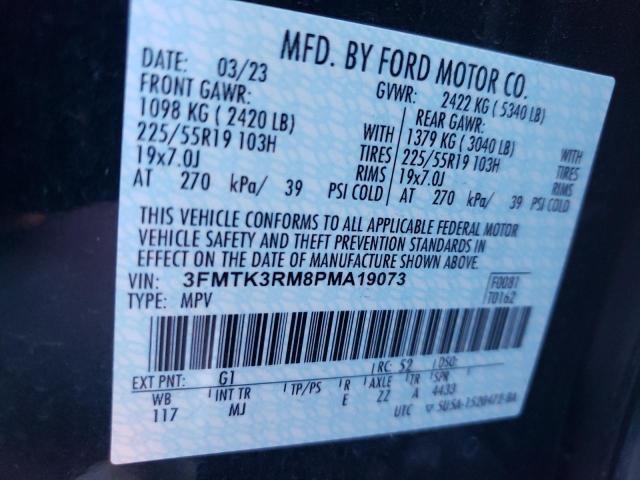 MFD. BY FORD MOTOR CO.
DATE: 03/23 GVWR: 2422 KG ( 5340 LB)
FRONT GAWR: REAR GAWR:
1098 KG ( 2420 LB) WITH 1379 KG ( 3040 LB) WITH
225/55R19 103H TIRES 225/55R19 103H TIRES
19x7.0J RIMS 19x7.0J RIMS
AT 270 kPa/ 39 PSI COLD AT 270 kPa/ 39 PSI COLD
THIS VEHICLE CONFORMS TO ALL APPLICABLE FEDERAL MOTOR
VEHICLE SAFETY AND THEFT PREVENTION STANDARDS IN
EFFECT ON THE DATE OF MANUFACTURE SHOWN ABOVE.
VIN: 3FMTK3RM8PMA19073 F0081
TYPE: MPV T0162
EXT PNT: G1 RC: 52 DSO:
WB INT TR TP/PS R AXLE TR SPR
117 MJ E ZZ A 4433
UTC